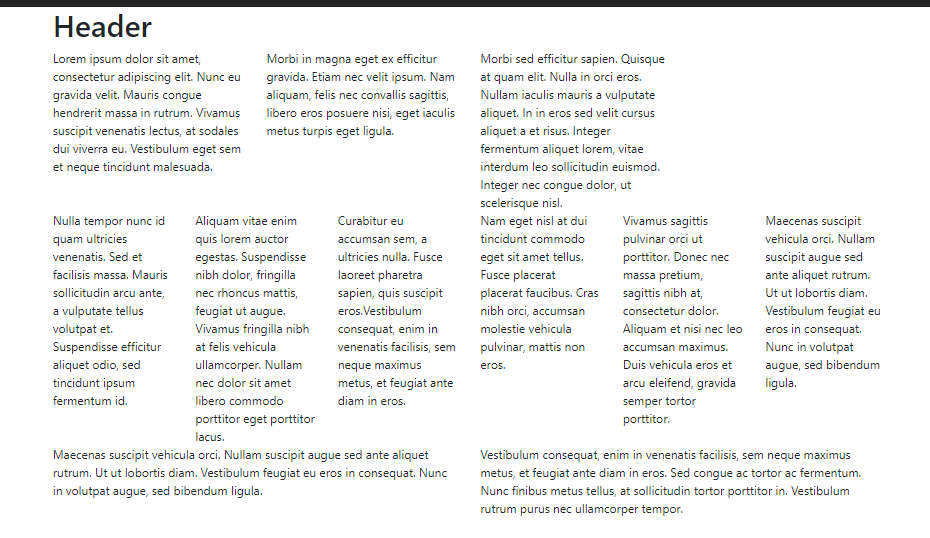 Header
Lorem ipsum dolor sit amet,
consectetur adipiscing elit. Nunc eu
gravida velit. Mauris congue
hendrerit massa in rutrum. Vivamus
suscipit venenatis lectus, at sodales
dui viverra eu. Vestibulum eget sem
et neque tincidunt malesuada.
Morbi in magna eget ex efficitur
gravida. Etiam nec velit ipsum. Nam
aliquam, felis nec convallis sagittis,
libero eros posuere nisi, eget iaculis
metus turpis eget ligula.
Morbi sed efficitur sapien. Quisque
at quam elit. Nulla in orci eros.
Nullam iaculis mauris a vulputate
aliquet. In in eros sed velit cursus
aliquet a et risus. Integer
fermentum aliquet lorem, vitae
interdum leo sollicitudin euismod.
Integer nec congue dolor, ut
scelerisque nisl.
Nulla tempor nunc id
quam ultricies
venenatis. Sed et
facilisis massa. Mauris
sollicitudin arcu ante,
a vulputate tellus
volutpat et.
Suspendisse efficitur
aliquet odio, sed
tincidunt ipsum
fermentum id.
Aliquam vitae enim
quis lorem auctor
egestas. Suspendisse
nibh dolor, fringilla
nec rhoncus mattis,
feugiat ut augue.
Vivamus fringilla nibh
at felis vehicula
ullamcorper. Nullam
nec dolor sit amet
libero commodo
porttitor eget porttitor
lacus.
Curabitur eu
accumsan sem, a
ultricies nulla. Fusce
laoreet pharetra
sapien, quis suscipit
eros.Vestibulum
consequat, enim in
venenatis facilisis, sem
neque maximus
metus, et feugiat ante
diam in eros.
Nam eget nisl at dui
tincidunt commodo
eget sit amet tellus.
Fusce placerat
placerat faucibus. Cras
nibh orci, accumsan
molestie vehicula
pulvinar, mattis non
eros.
Vivamus sagittis
pulvinar orci ut
porttitor. Donec nec
massa pretium,
sagittis nibh at,
consectetur dolor.
Aliquam et nisi nec leo
accumsan maximus.
Duis vehicula eros et
arcu eleifend, gravida
semper tortor
porttitor.
Maecenas suscipit
vehicula orci. Nullam
suscipit augue sed
ante aliquet rutrum.
Ut ut lobortis diam.
Vestibulum feugiat eu
eros in consequat.
Nunc in volutpat
augue, sed bibendum
ligula.
Maecenas suscipit vehicula orci. Nullam suscipit augue sed ante aliquet
rutrum. Ut ut lobortis diam. Vestibulum feugiat eu eros in consequat. Nunc
in volutpat augue, sed bibendum ligula.
Vestibulum consequat, enim in venenatis facilisis, sem neque maximus
metus, et feugiat ante diam in eros. Sed congue ac tortor ac fermentum.
Nunc finibus metus tellus, at sollicitudin tortor porttitor in. Vestibulum
rutrum purus nec ullamcorper tempor.